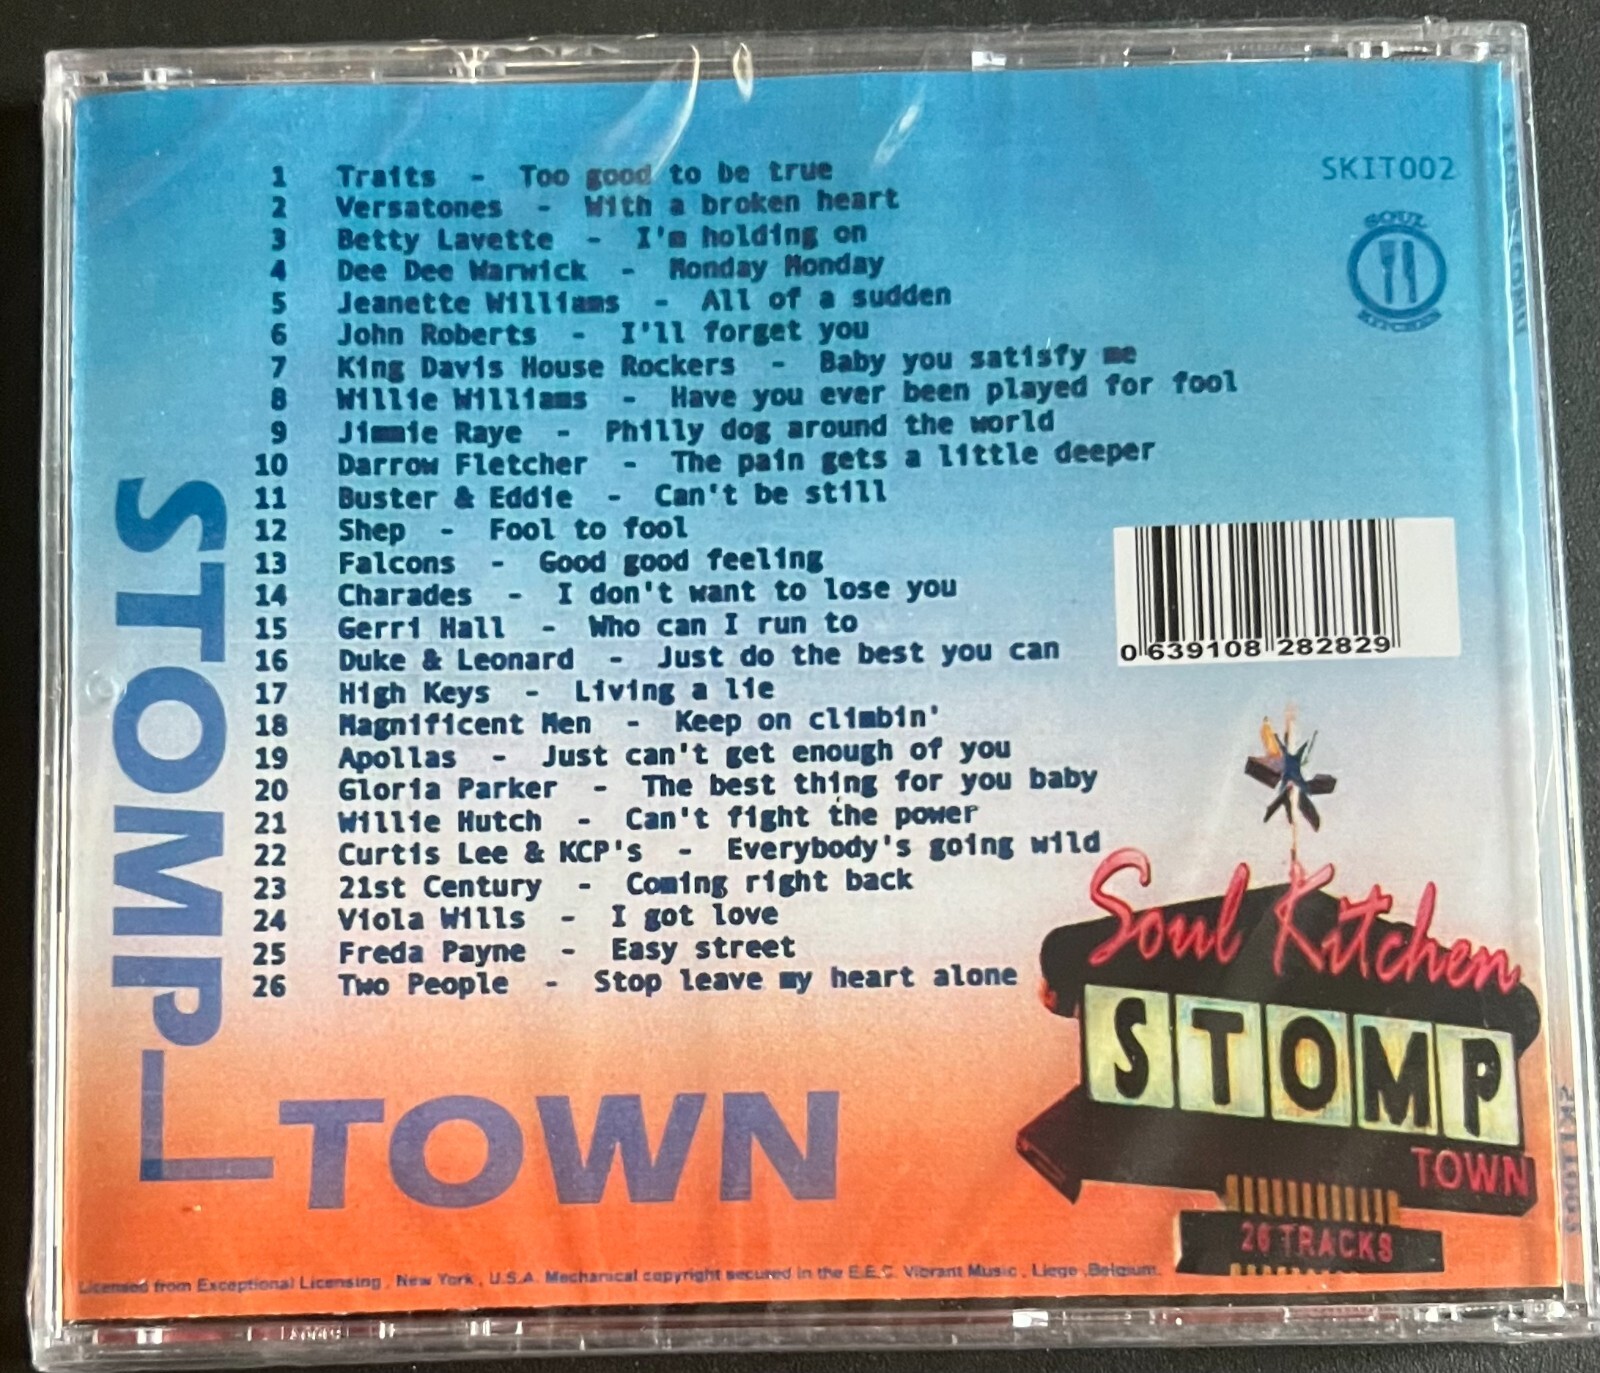 1 Traits - Too good to be true
2 Versatones - With a broken heart
3 Betty Lavette - I'm holding on
4 Dee Dee Warwick - Monday Monday
5 Jeanette Williams - All of a sudden
6 John Roberts - I'll forget you
7 King Davis House Rockers - Baby you satisfy me
8 Willie Williams - Have you ever been played for fool
9 Jimmie Raye - Philly dog around the world
10 Darrow Fletcher - The pain gets a little deeper
11 Buster & Eddie - Can't be still
12 Shep - Fool to fool
13 Falcons - Good good feeling
14 Charades - I don't want to lose you
15 Gerri Hall - Who can I run to
16 Duke & Leonard - Just do the best you can
17 High Keys - Living a lie
18 Magnificent Men - Keep on climbin'
19 Apollas - Just can't get enough of you
20 Gloria Parker - The best thing for you baby
21 Willie Hutch - Can't fight the power
22 Curtis Lee & KCP's - Everybody's going wild
23 21st Century - Coming right back
24 Viola Wills - I got love
25 Freda Payne - Easy street
26 Two People - Stop leave my heart alone
SKIT002
SOUL
KITCHEN
0 639108 282829
STOMP
TOWN
Soul Kitchen
STOMP
TOWN
26 TRACKS
Licensed from Exceptional Licensing, New York, U.S.A. Mechanical copyright secured in the E.E.C. Vibrant Music, Liege, Belgium.